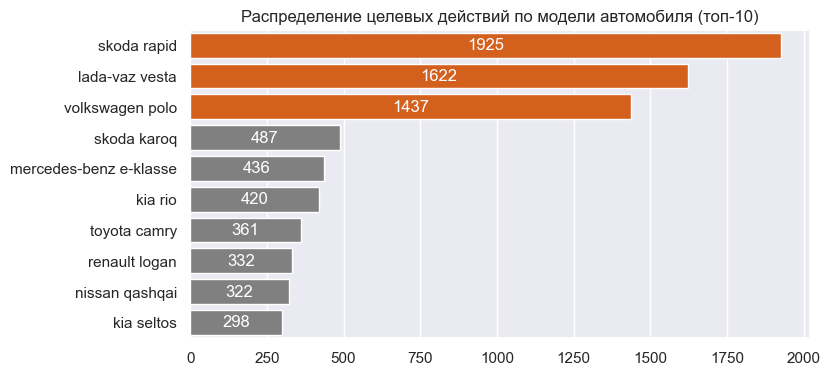 Распределение целевых действий по модели автомобиля (топ-10)
skoda rapid 1925
lada-vaz vesta 1622
volkswagen polo 1437
skoda karoq 487
mercedes-benz e-klasse 436
kia rio 420
toyota camry 361
renault logan 332
nissan qashqai 322
kia seltos 298
0 250 500 750 1000 1250 1500 1750 2000